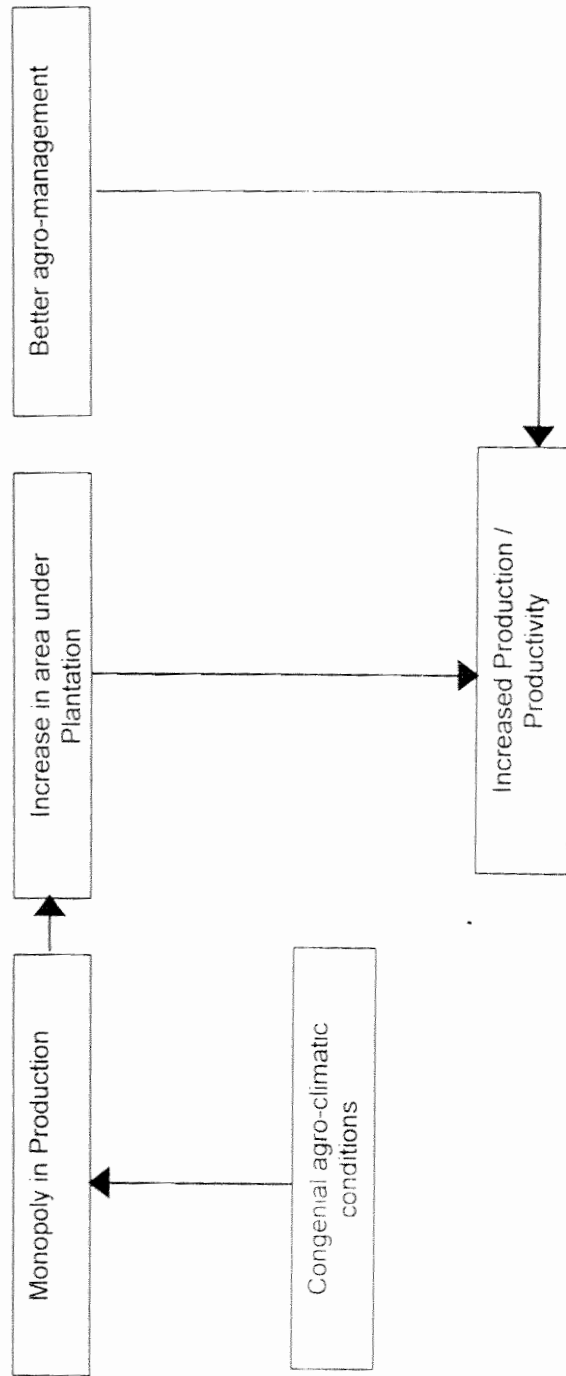 Monopoly in Production
Increase in area under
Plantation
Better agro-management
Congenial agro-climatic
conditions
Increased Production /
Productivity